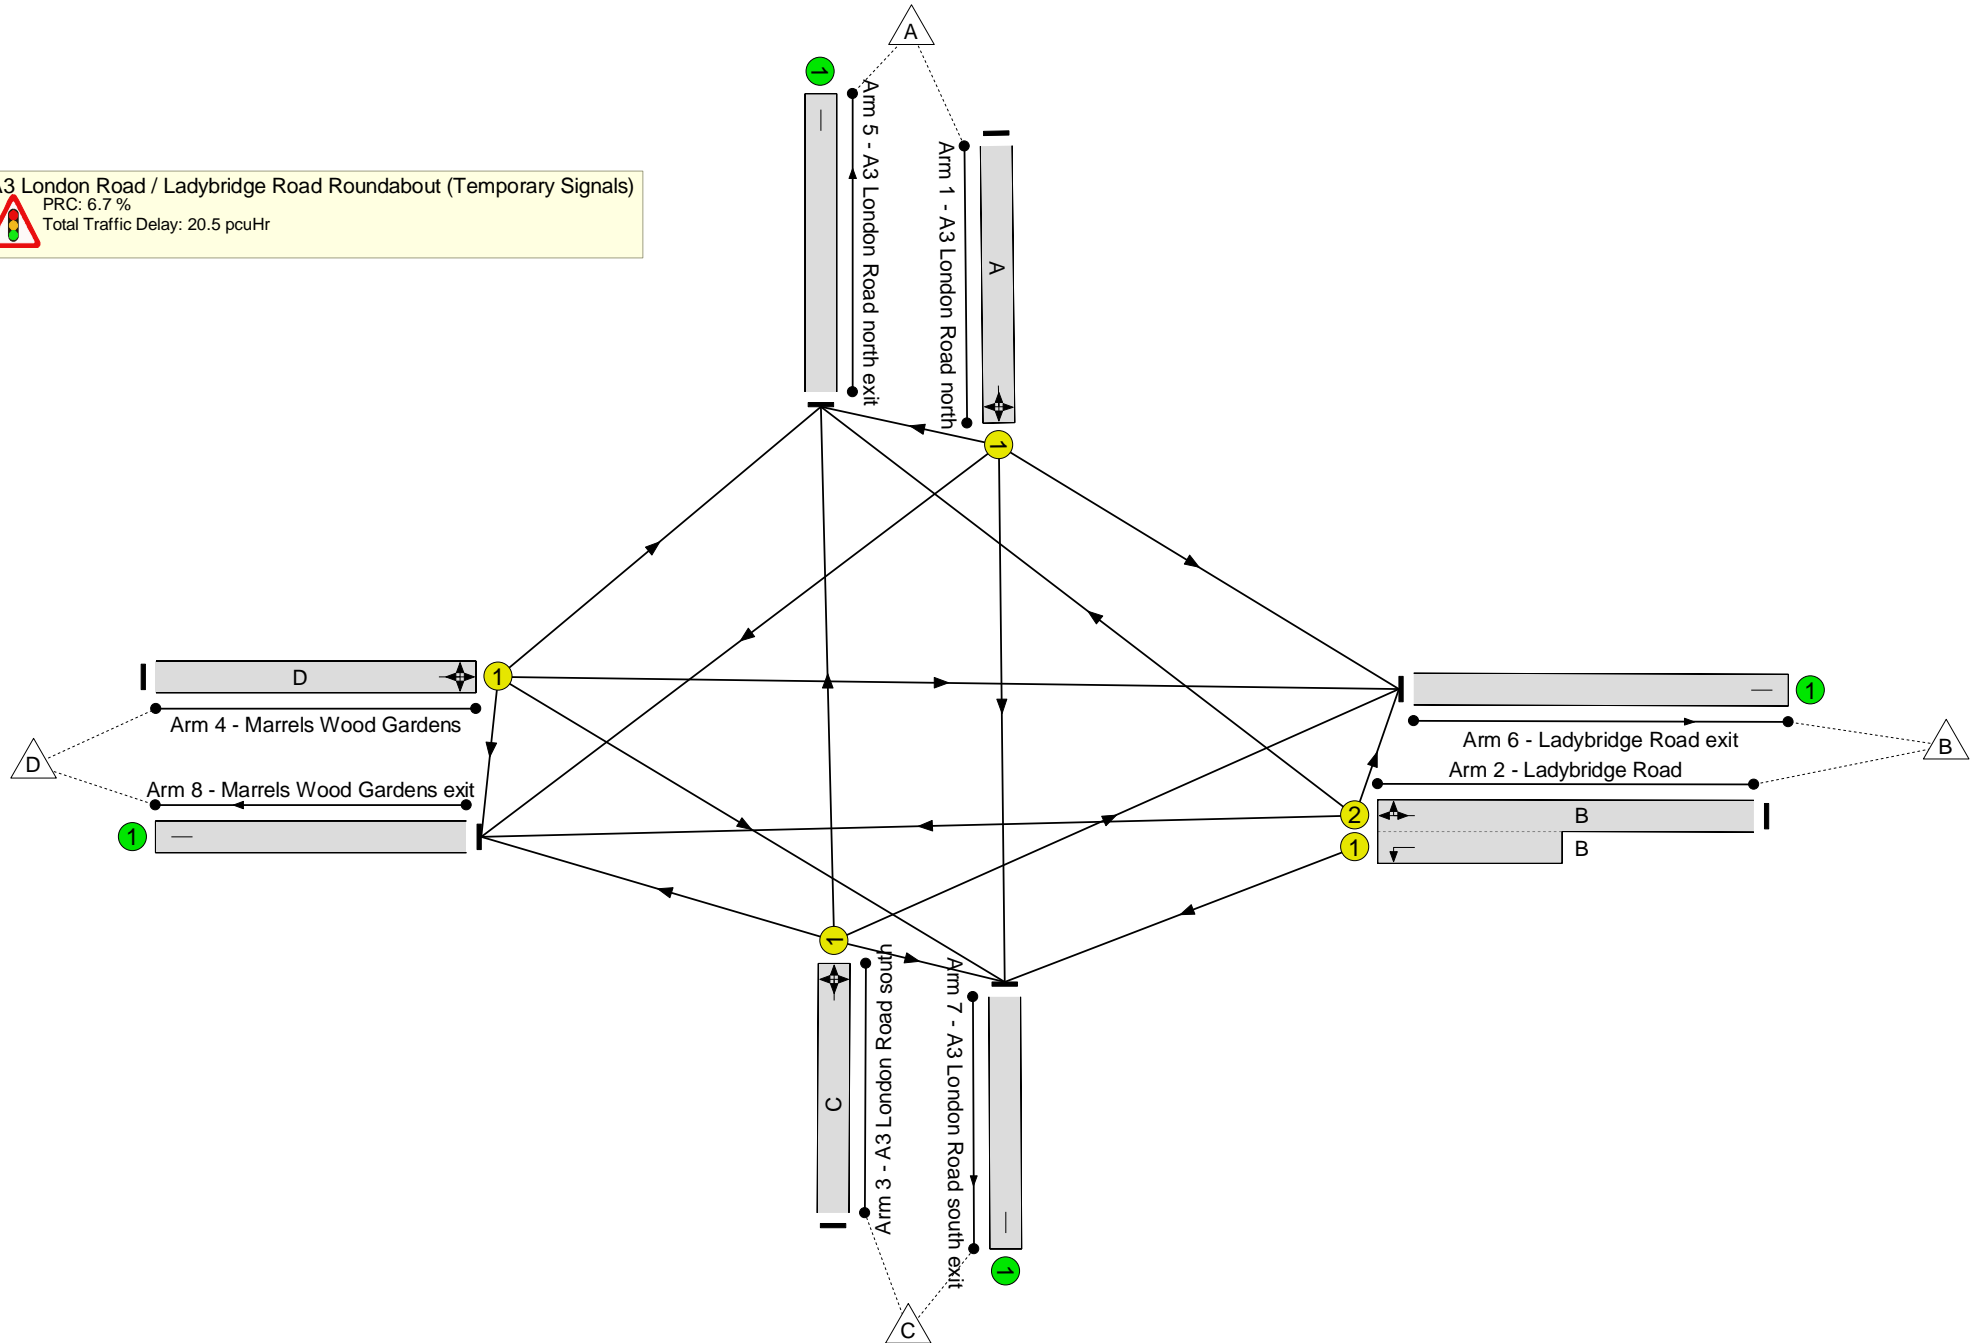 A
1
Arm 5 - A3 London Road north exit
Arm 1 - A3 London Road north
A
A3 London Road / Ladybridge Road Roundabout (Temporary Signals)
PRC: 6.7 %
Total Traffic Delay: 20.5 pcuHr
1
D
1
Arm 4 - Marrels Wood Gardens
D
Arm 8 - Marrels Wood Gardens exit
1
1
Arm 6 - Ladybridge Road exit
B
Arm 2 - Ladybridge Road
2
B
1
B
1
C
Arm 3 - A3 London Road south
Arm 7 - A3 London Road south exit
1
C